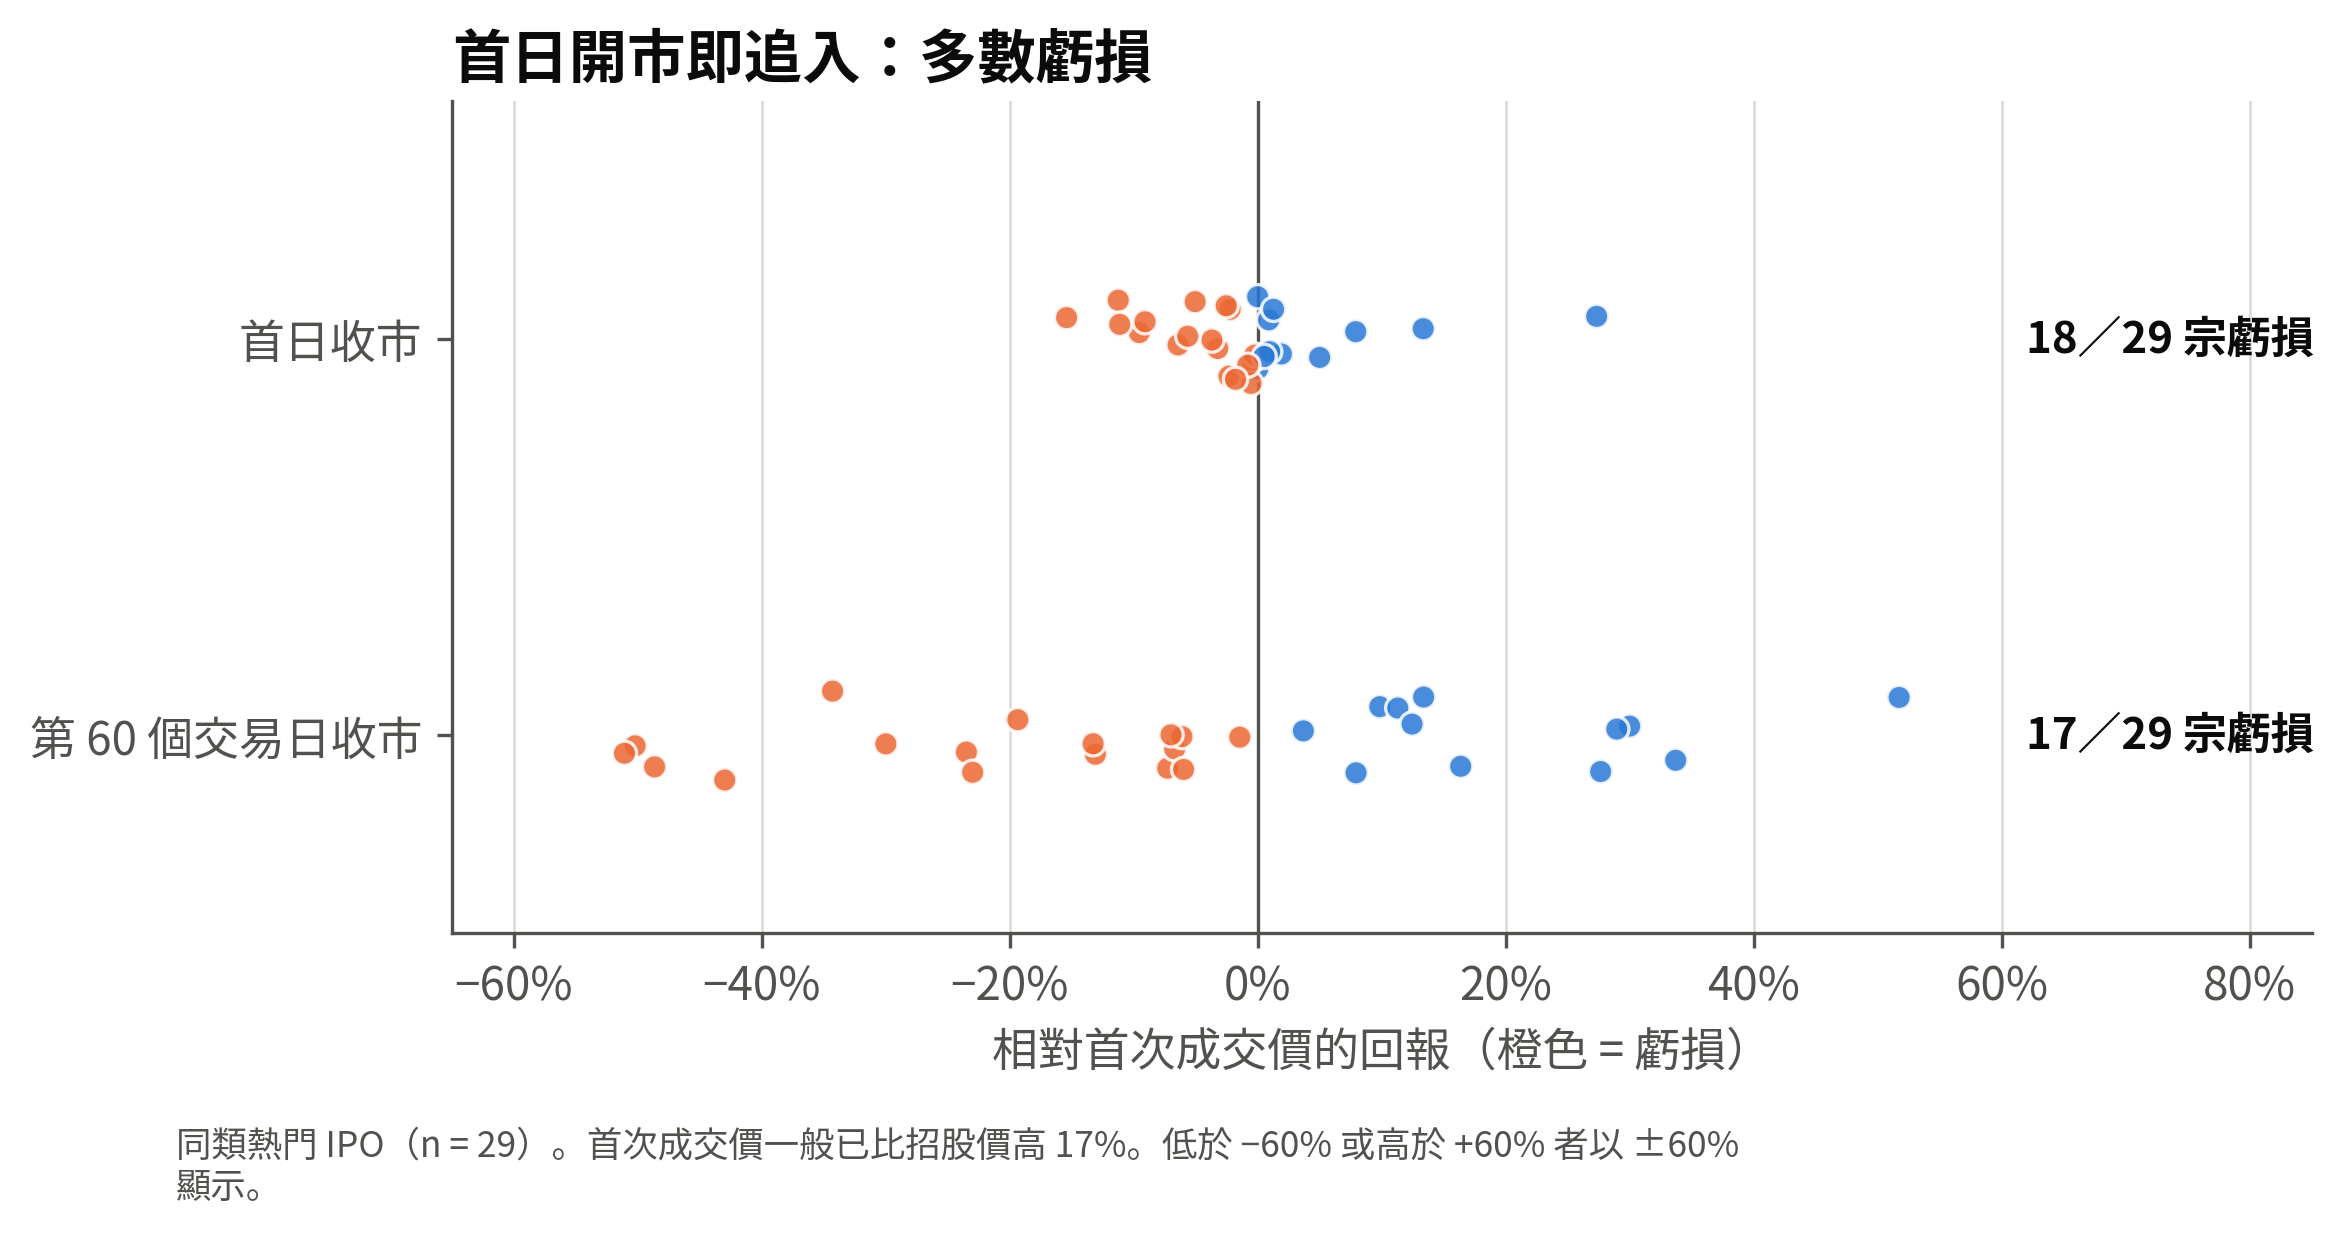 首日開市即追入：多數虧損
首日收市
18／29 宗虧損
第 60 個交易日收市
17／29 宗虧損
−60%
−40%
−20%
0%
20%
40%
60%
80%
相對首次成交價的回報（橙色 = 虧損）
同類熱門 IPO（n = 29）。首次成交價一般已比招股價高 17%。低於 −60% 或高於 +60% 者以 ±60%
顯示。